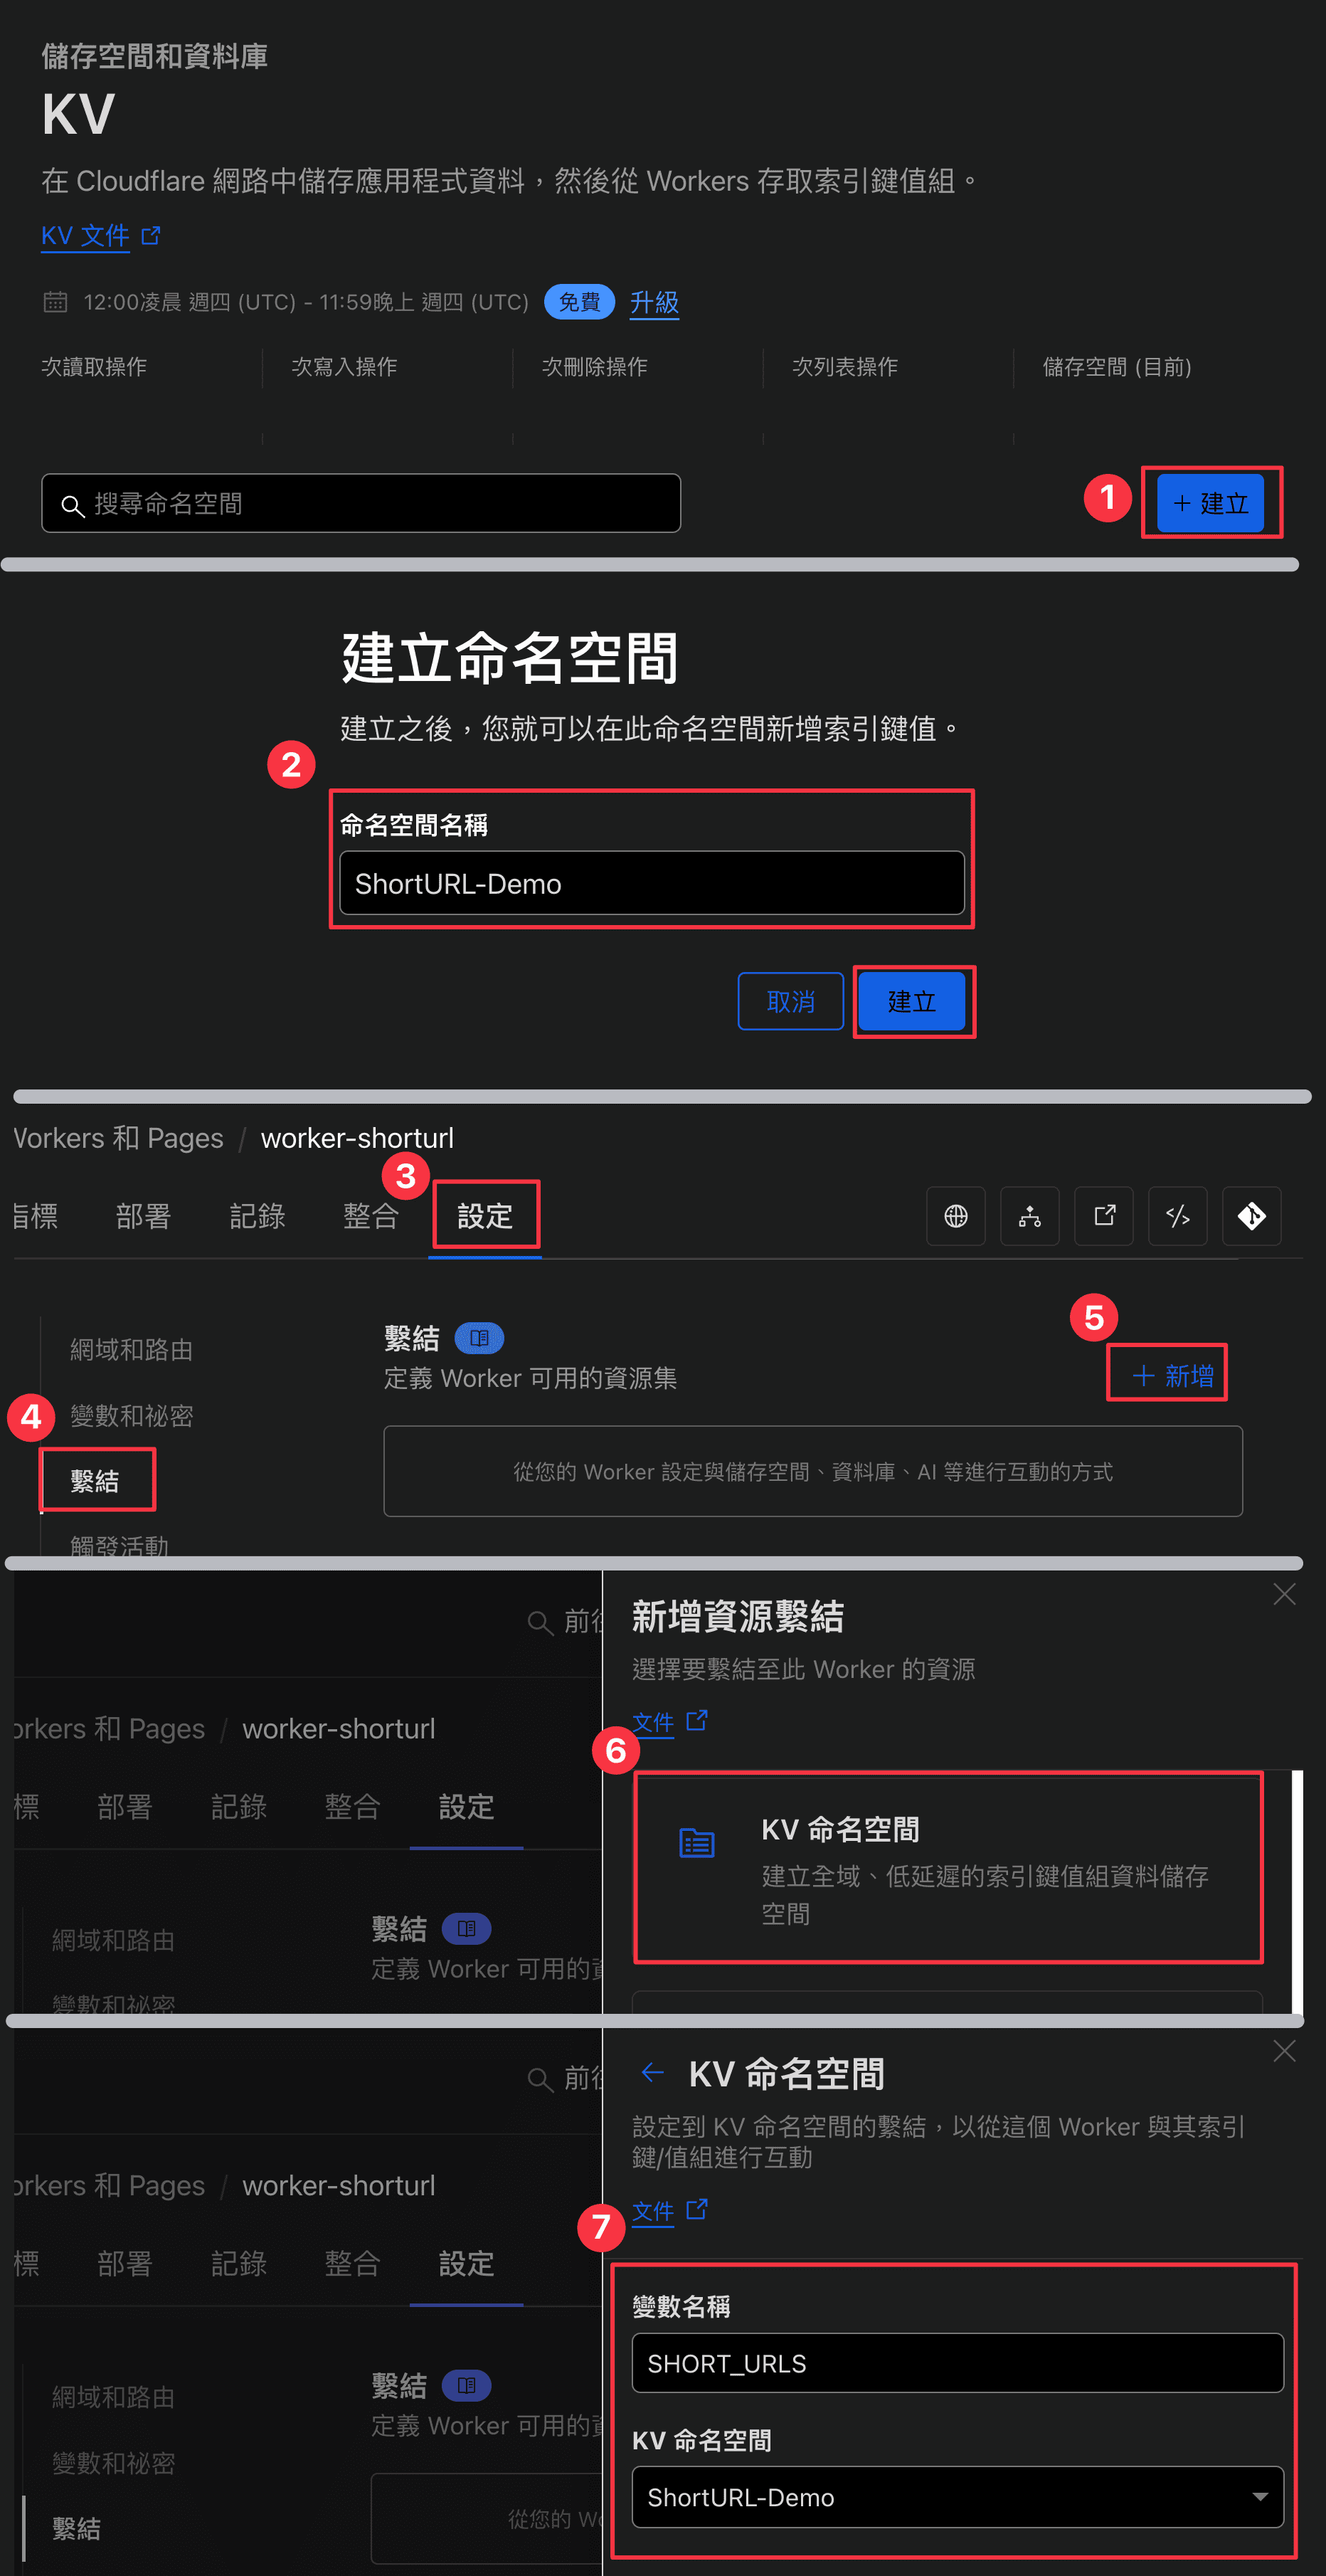 儲存空間和資料庫
KV
在 Cloudflare 網路中儲存應用程式資料，然後從 Workers 存取索引鍵值組。
KV 文件
12:00凌晨 週四 (UTC) - 11:59晚上 週四 (UTC) 免費 升級
次讀取操作 次寫入操作 次刪除操作 次列表操作 儲存空間 (目前)
搜尋命名空間 1 + 建立
建立命名空間
建立之後，您就可以在此命名空間新增索引鍵值。
2
命名空間名稱
ShortURL-Demo
取消 建立
Workers 和 Pages / worker-shorturl
3
指標 部署 記錄 整合 設定 </>
5
繫結
網域和路由
定義 Worker 可用的資源集 + 新增
4 變數和祕密
從您的 Worker 設定與儲存空間、資料庫、AI 等進行互動的方式
繫結
觸發活動
新增資源繫結
前往
選擇要繫結至此 Worker 的資源
文件
orkers 和 Pages / worker-shorturl
6
標 部署 記錄 整合 設定
KV 命名空間
建立全域、低延遲的索引鍵值組資料儲存
空間
繫結
網域和路由
定義 Worker 可用的資
變數和祕密
KV 命名空間
前往
設定到 KV 命名空間的繫結，以從這個 Worker 與其索引
鍵/值組進行互動
orkers 和 Pages / worker-shorturl
文件
7
標 部署 記錄 整合 設定
變數名稱
SHORT_URLS
繫結
網域和路由
定義 Worker 可用的資
KV 命名空間
變數和祕密
ShortURL-Demo
從您的 Wo
繫結